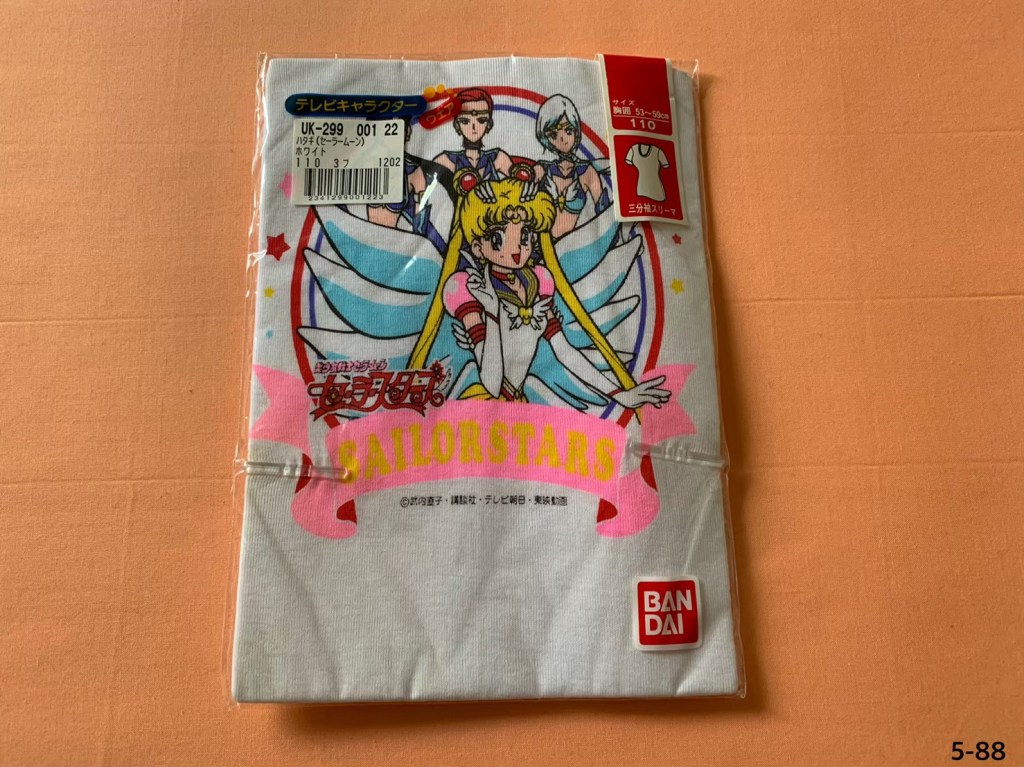 テレビキャラクター
ウェアー
UK-299 001 22
ハダギ(セーラームーン)
ホワイト
110 3フ 1202
2341299001223
サイズ
胸囲 53〜59cm
110
三分袖スリーマ
美少女戦士セーラームーン
セーラースターズ
SAILORSTARS
©武内直子・講談社・テレビ朝日・東映動画
BAN
DAI
5-88